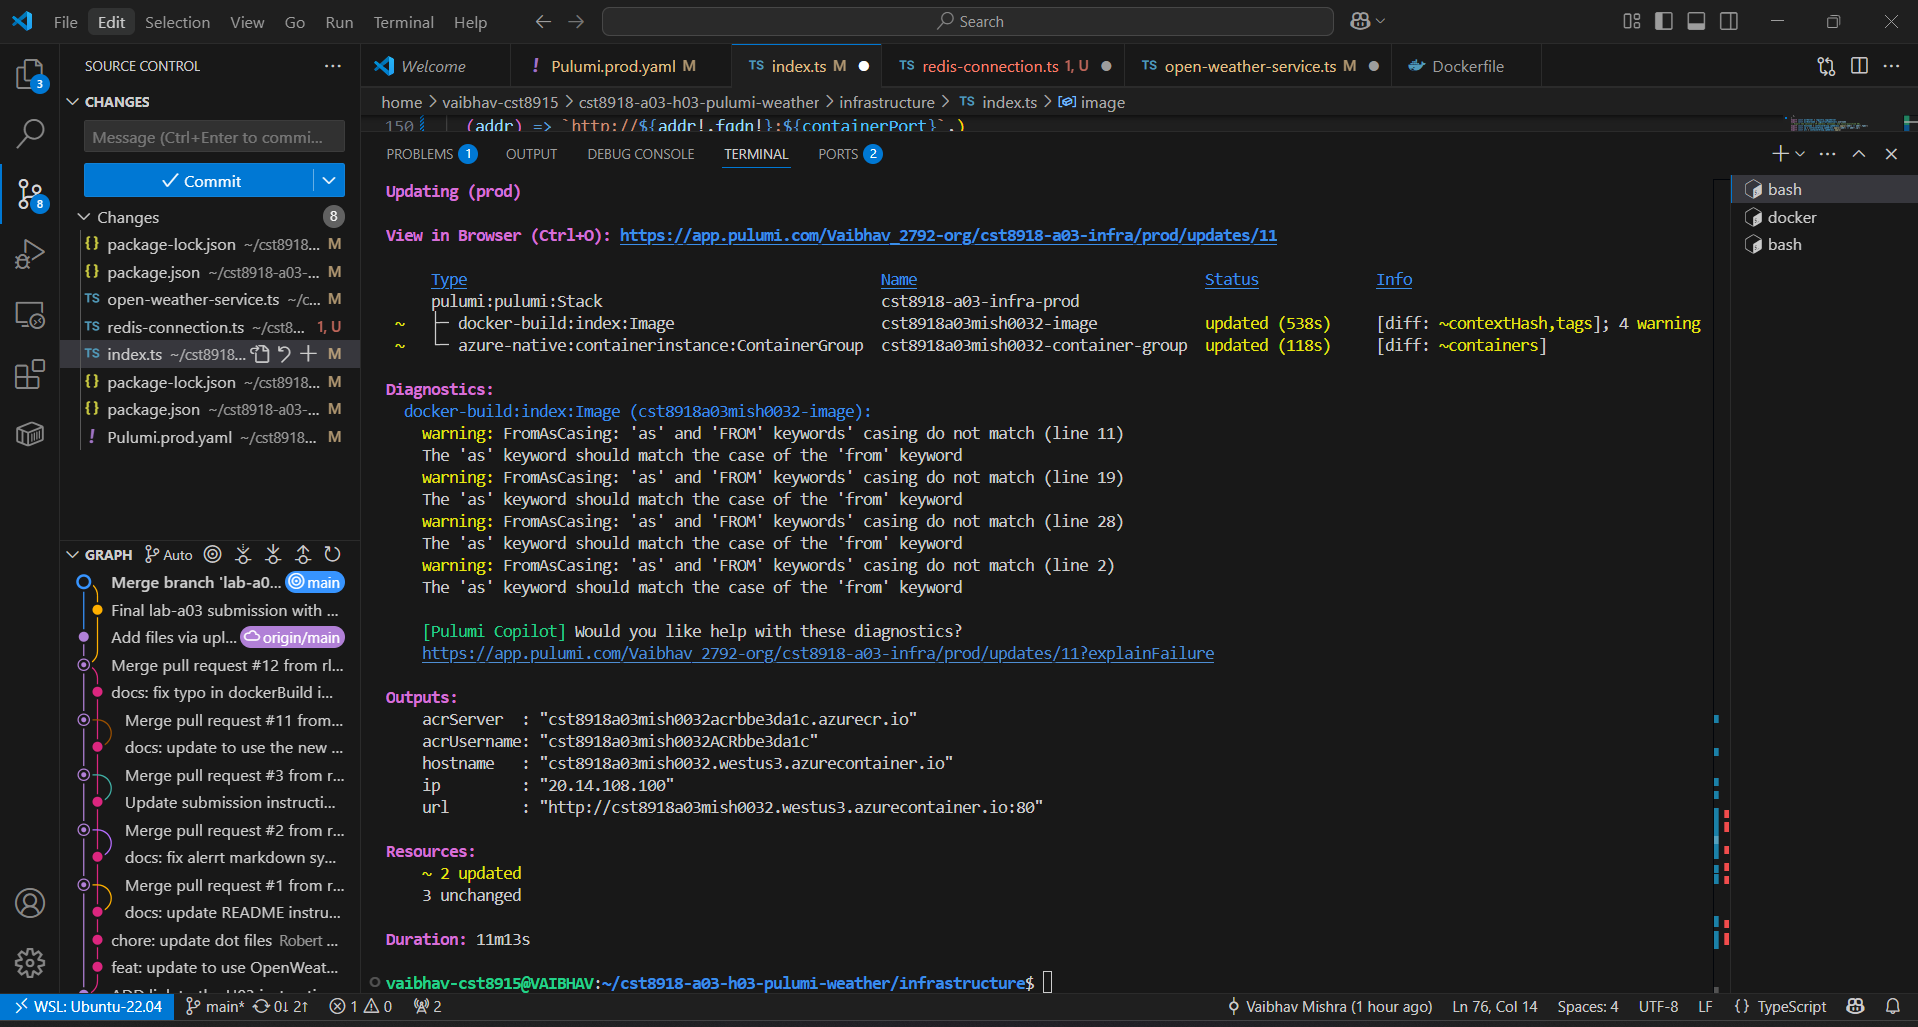 File Edit Selection View Go Run Terminal Help
Search
SOURCE CONTROL
CHANGES
Message (Ctrl+Enter to commi...
Commit
Changes 8
package-lock.json ~/cst8918... M
package.json ~/cst8918-a03-... M
open-weather-service.ts ~/c... M
redis-connection.ts ~/cst8... 1, U
index.ts ~/cst8918... M
package-lock.json ~/cst8918... M
package.json ~/cst8918-a03-... M
! Pulumi.prod.yaml ~/cst8918... M
GRAPH Auto
Merge branch 'lab-a0... main
Final lab-a03 submission with ...
Add files via upl... origin/main
Merge pull request #12 from rl...
docs: fix typo in dockerBuild i...
Merge pull request #11 from...
docs: update to use the new ...
Merge pull request #3 from r...
Update submission instructi...
Merge pull request #2 from r...
docs: fix alerrt markdown sy...
Merge pull request #1 from r...
docs: update README instru...
chore: update dot files Robert ...
feat: update to use OpenWeat...
Welcome ! Pulumi.prod.yaml M TS index.ts M TS redis-connection.ts 1, U TS open-weather-service.ts M Dockerfile
home > vaibhav-cst8915 > cst8918-a03-h03-pulumi-weather > infrastructure > TS index.ts > image
150 (addr) => `http://${addr!.fqdn!}:${containerPort}`,)
PROBLEMS 1 OUTPUT DEBUG CONSOLE TERMINAL PORTS 2
Updating (prod)
View in Browser (Ctrl+O): https://app.pulumi.com/Vaibhav_2792-org/cst8918-a03-infra/prod/updates/11
Type Name Status Info
pulumi:pulumi:Stack cst8918-a03-infra-prod
~ ├─ docker-build:index:Image cst8918a03mish0032-image updated (538s) [diff: ~contextHash,tags]; 4 warning
~ └─ azure-native:containerinstance:ContainerGroup cst8918a03mish0032-container-group updated (118s) [diff: ~containers]
Diagnostics:
docker-build:index:Image (cst8918a03mish0032-image):
warning: FromAsCasing: 'as' and 'FROM' keywords' casing do not match (line 11)
The 'as' keyword should match the case of the 'from' keyword
warning: FromAsCasing: 'as' and 'FROM' keywords' casing do not match (line 19)
The 'as' keyword should match the case of the 'from' keyword
warning: FromAsCasing: 'as' and 'FROM' keywords' casing do not match (line 28)
The 'as' keyword should match the case of the 'from' keyword
warning: FromAsCasing: 'as' and 'FROM' keywords' casing do not match (line 2)
The 'as' keyword should match the case of the 'from' keyword
[Pulumi Copilot] Would you like help with these diagnostics?
https://app.pulumi.com/Vaibhav_2792-org/cst8918-a03-infra/prod/updates/11?explainFailure
Outputs:
acrServer : "cst8918a03mish0032acrbbe3da1c.azurecr.io"
acrUsername: "cst8918a03mish0032ACRbbe3da1c"
hostname : "cst8918a03mish0032.westus3.azurecontainer.io"
ip : "20.14.108.100"
url : "http://cst8918a03mish0032.westus3.azurecontainer.io:80"
Resources:
~ 2 updated
3 unchanged
Duration: 11m13s
vaibhav-cst8915@VAIBHAV:~/cst8918-a03-h03-pulumi-weather/infrastructure$
bash
docker
bash
3
8
WSL: Ubuntu-22.04 main* 0↓ 2↑ 1 0 2 Vaibhav Mishra (1 hour ago) Ln 76, Col 14 Spaces: 4 UTF-8 LF {} TypeScript